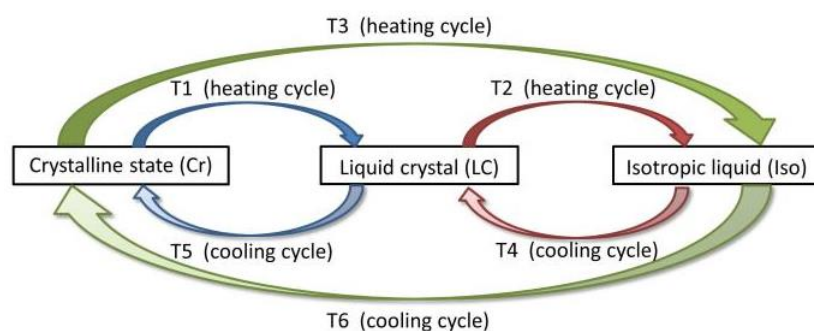 T3 (heating cycle)
T1 (heating cycle)
T2 (heating cycle)
Crystalline state (Cr)
Liquid crystal (LC)
Isotropic liquid (Iso)
T5 (cooling cycle)
T4 (cooling cycle)
T6 (cooling cycle)